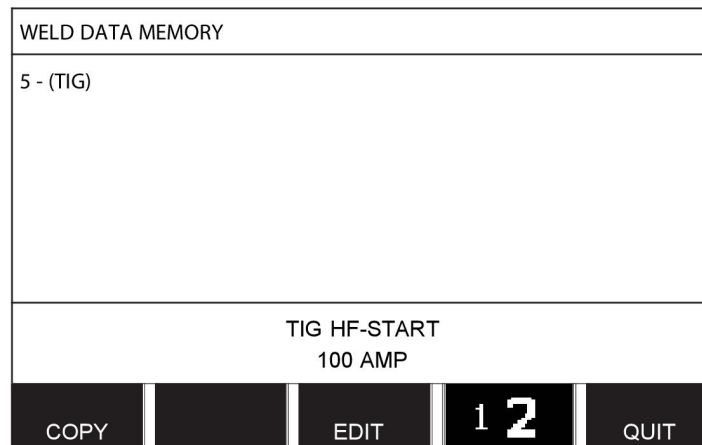 WELD DATA MEMORY
5 - (TIG)
TIG HF-START
100 AMP
COPY EDIT 1 2 QUIT